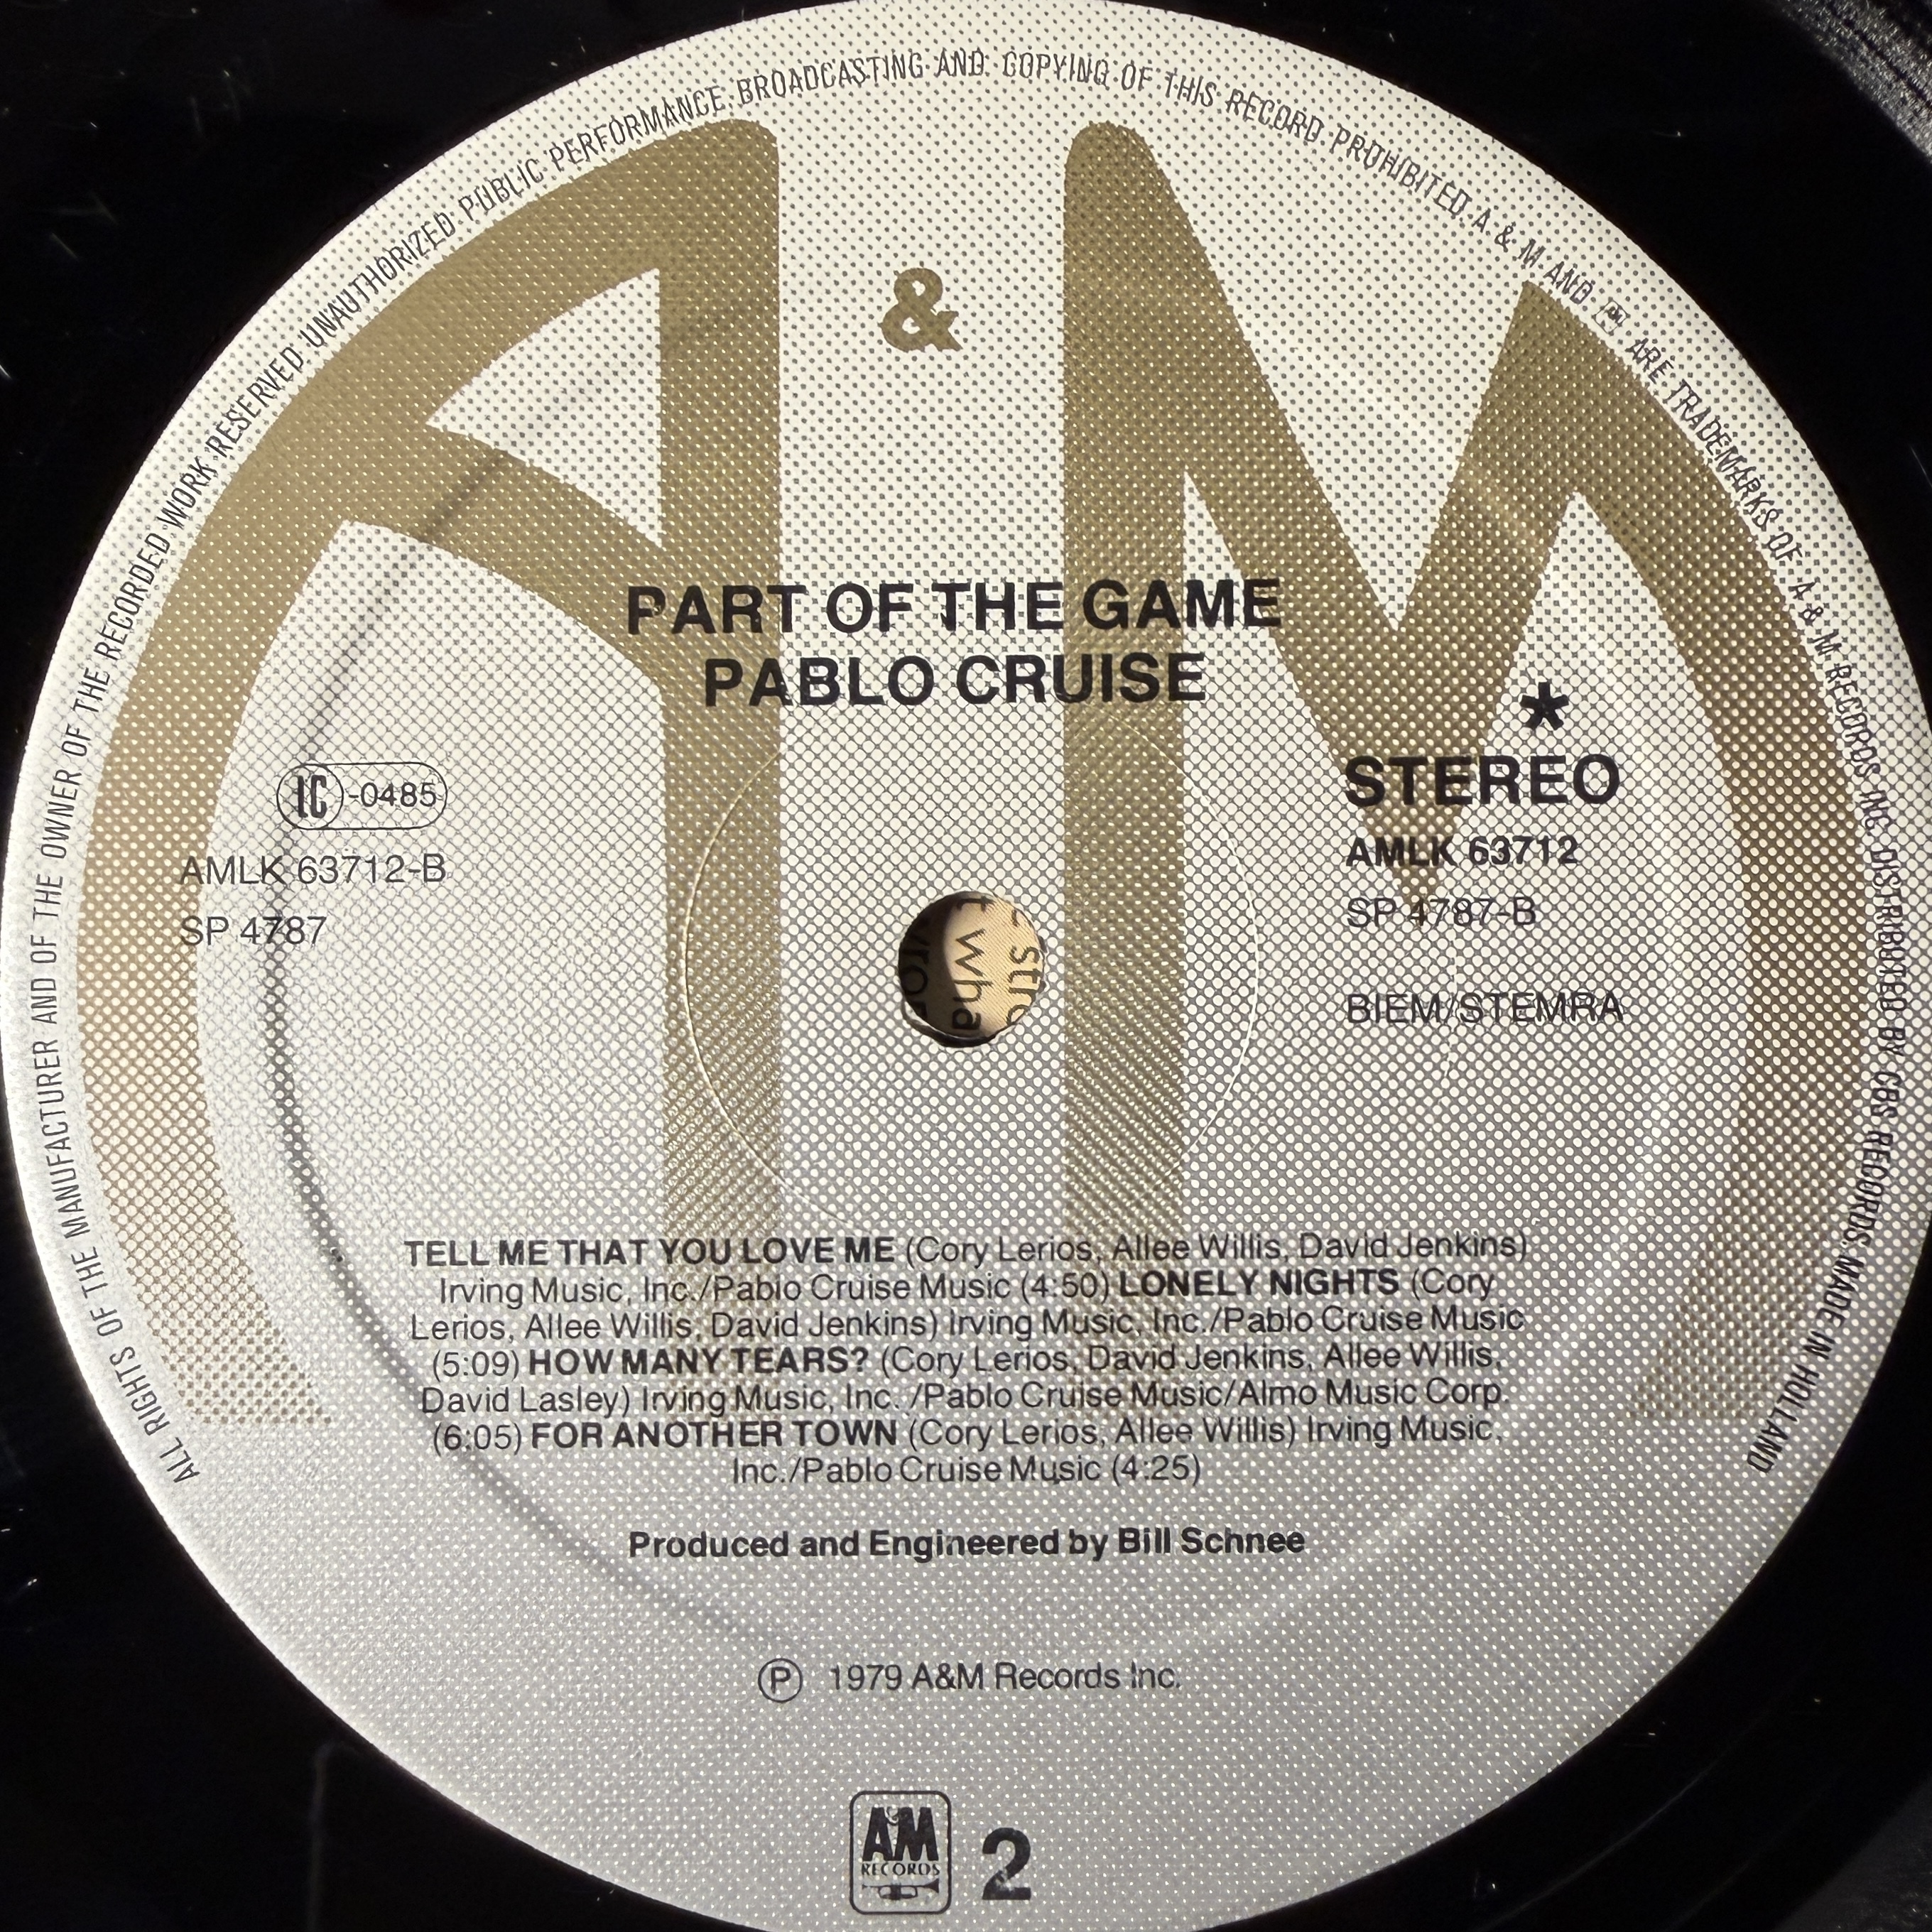 ALL RIGHTS OF THE MANUFACTURER AND OF THE OWNER OF THE RECORDED WORK RESERVED UNAUTHORIZED PUBLIC PERFORMANCE BROADCASTING AND COPYING OF THIS RECORD PROHIBITED A & M AND ARE TRADEMARKS OF A & M RECORDS INC. DISTRIBUTED BY CBS RECORDS. MADE IN HOLLAND
A & M
PART OF THE GAME
PABLO CRUISE
LC-0485
AMLK 63712-B
SP 4787
*
STEREO
AMLK 63712
SP 4787-B
BIEM/STEMRA
wha
TELL ME THAT YOU LOVE ME (Cory Lerios, Allee Willis, David Jenkins)
Irving Music, Inc./Pablo Cruise Music (4:50) LONELY NIGHTS (Cory
Lerios, Allee Willis, David Jenkins) Irving Music, Inc./Pablo Cruise Music
(5:09) HOW MANY TEARS? (Cory Lerios, David Jenkins, Allee Willis,
David Lasley) Irving Music, Inc. /Pablo Cruise Music/Almo Music Corp.
(6:05) FOR ANOTHER TOWN (Cory Lerios, Allee Willis) Irving Music,
Inc./Pablo Cruise Music (4:25)
Produced and Engineered by Bill Schnee
℗ 1979 A&M Records Inc.
A&M
RECORDS
2